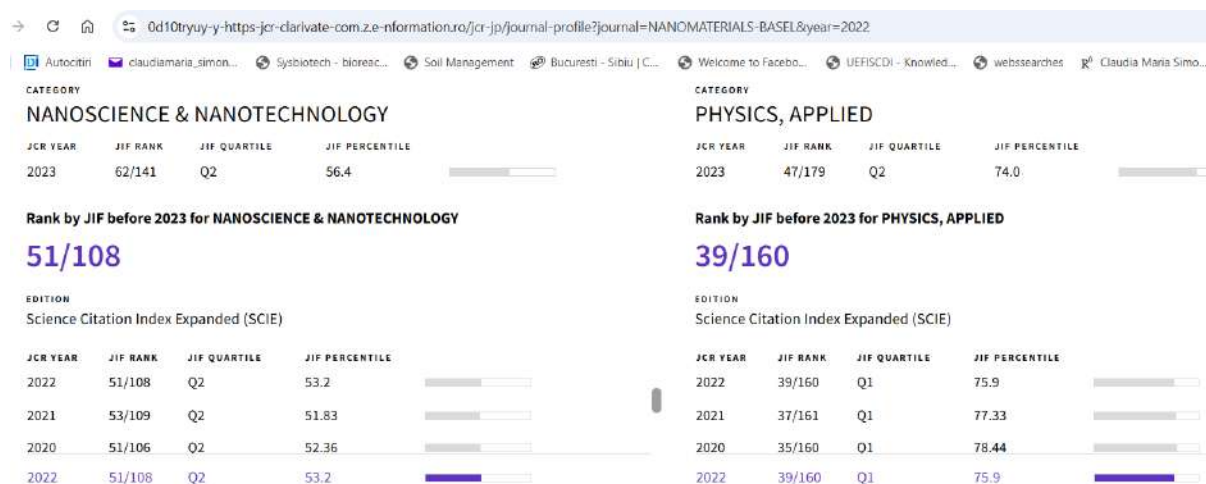 0d10tryuy-y-https-jcr-clarivate-com.z.e-nformation.ro/jcr-jp/journal-profile?journal=NANOMATERIALS-BASEL&year=2022
Autocitiri claudiamaria_simon... Sysbiotech - bioreac... Soil Management Bucuresti - Sibiu | C... Welcome to Facebo... UEFISCDI - Knowled... webssearches Claudia Maria Simo...
CATEGORY
NANOSCIENCE & NANOTECHNOLOGY
JCR YEAR JIF RANK JIF QUARTILE JIF PERCENTILE
2023 62/141 Q2 56.4
Rank by JIF before 2023 for NANOSCIENCE & NANOTECHNOLOGY
51/108
EDITION
Science Citation Index Expanded (SCIE)
JCR YEAR JIF RANK JIF QUARTILE JIF PERCENTILE
2022 51/108 Q2 53.2
2021 53/109 Q2 51.83
2020 51/106 Q2 52.36
2022 51/108 Q2 53.2
CATEGORY
PHYSICS, APPLIED
JCR YEAR JIF RANK JIF QUARTILE JIF PERCENTILE
2023 47/179 Q2 74.0
Rank by JIF before 2023 for PHYSICS, APPLIED
39/160
EDITION
Science Citation Index Expanded (SCIE)
JCR YEAR JIF RANK JIF QUARTILE JIF PERCENTILE
2022 39/160 Q1 75.9
2021 37/161 Q1 77.33
2020 35/160 Q1 78.44
2022 39/160 Q1 75.9